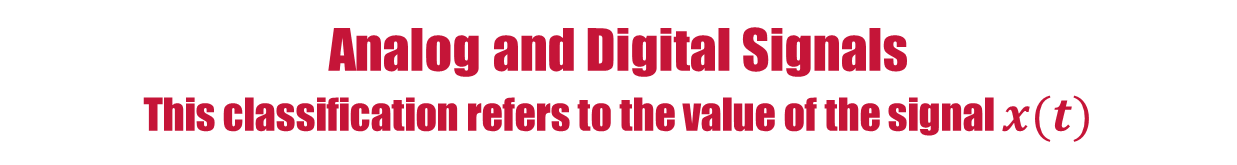 Analog and Digital Signals
This classification refers to the value of the signal x(t)